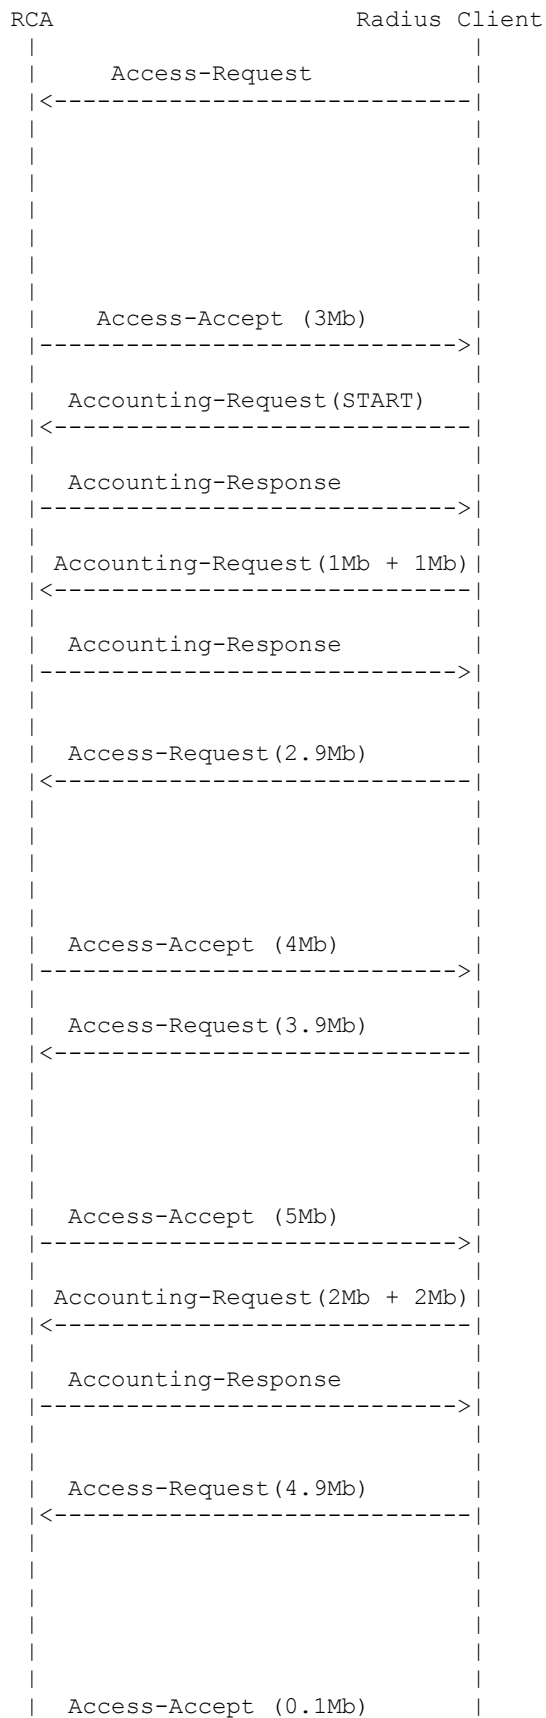 RCA Radius Client
Access-Request
Access-Accept (3Mb)
Accounting-Request(START)
Accounting-Response
Accounting-Request(1Mb + 1Mb)
Accounting-Response
Access-Request(2.9Mb)
Access-Accept (4Mb)
Access-Request(3.9Mb)
Access-Accept (5Mb)
Accounting-Request(2Mb + 2Mb)
Accounting-Response
Access-Request(4.9Mb)
Access-Accept (0.1Mb)